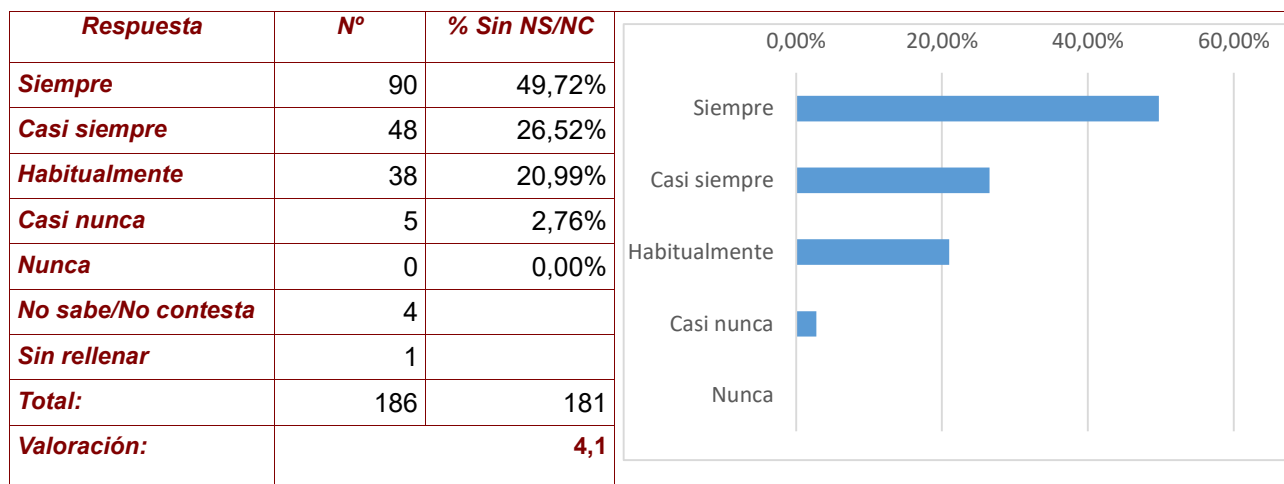 Respuesta Nº % Sin NS/NC
Siempre 90 49,72%
Casi siempre 48 26,52%
Habitualmente 38 20,99%
Casi nunca 5 2,76%
Nunca 0 0,00%
No sabe/No contesta 4
Sin rellenar 1
Total: 186 181
Valoración: 4,1
0,00% 20,00% 40,00% 60,00%
Siempre
Casi siempre
Habitualmente
Casi nunca
Nunca